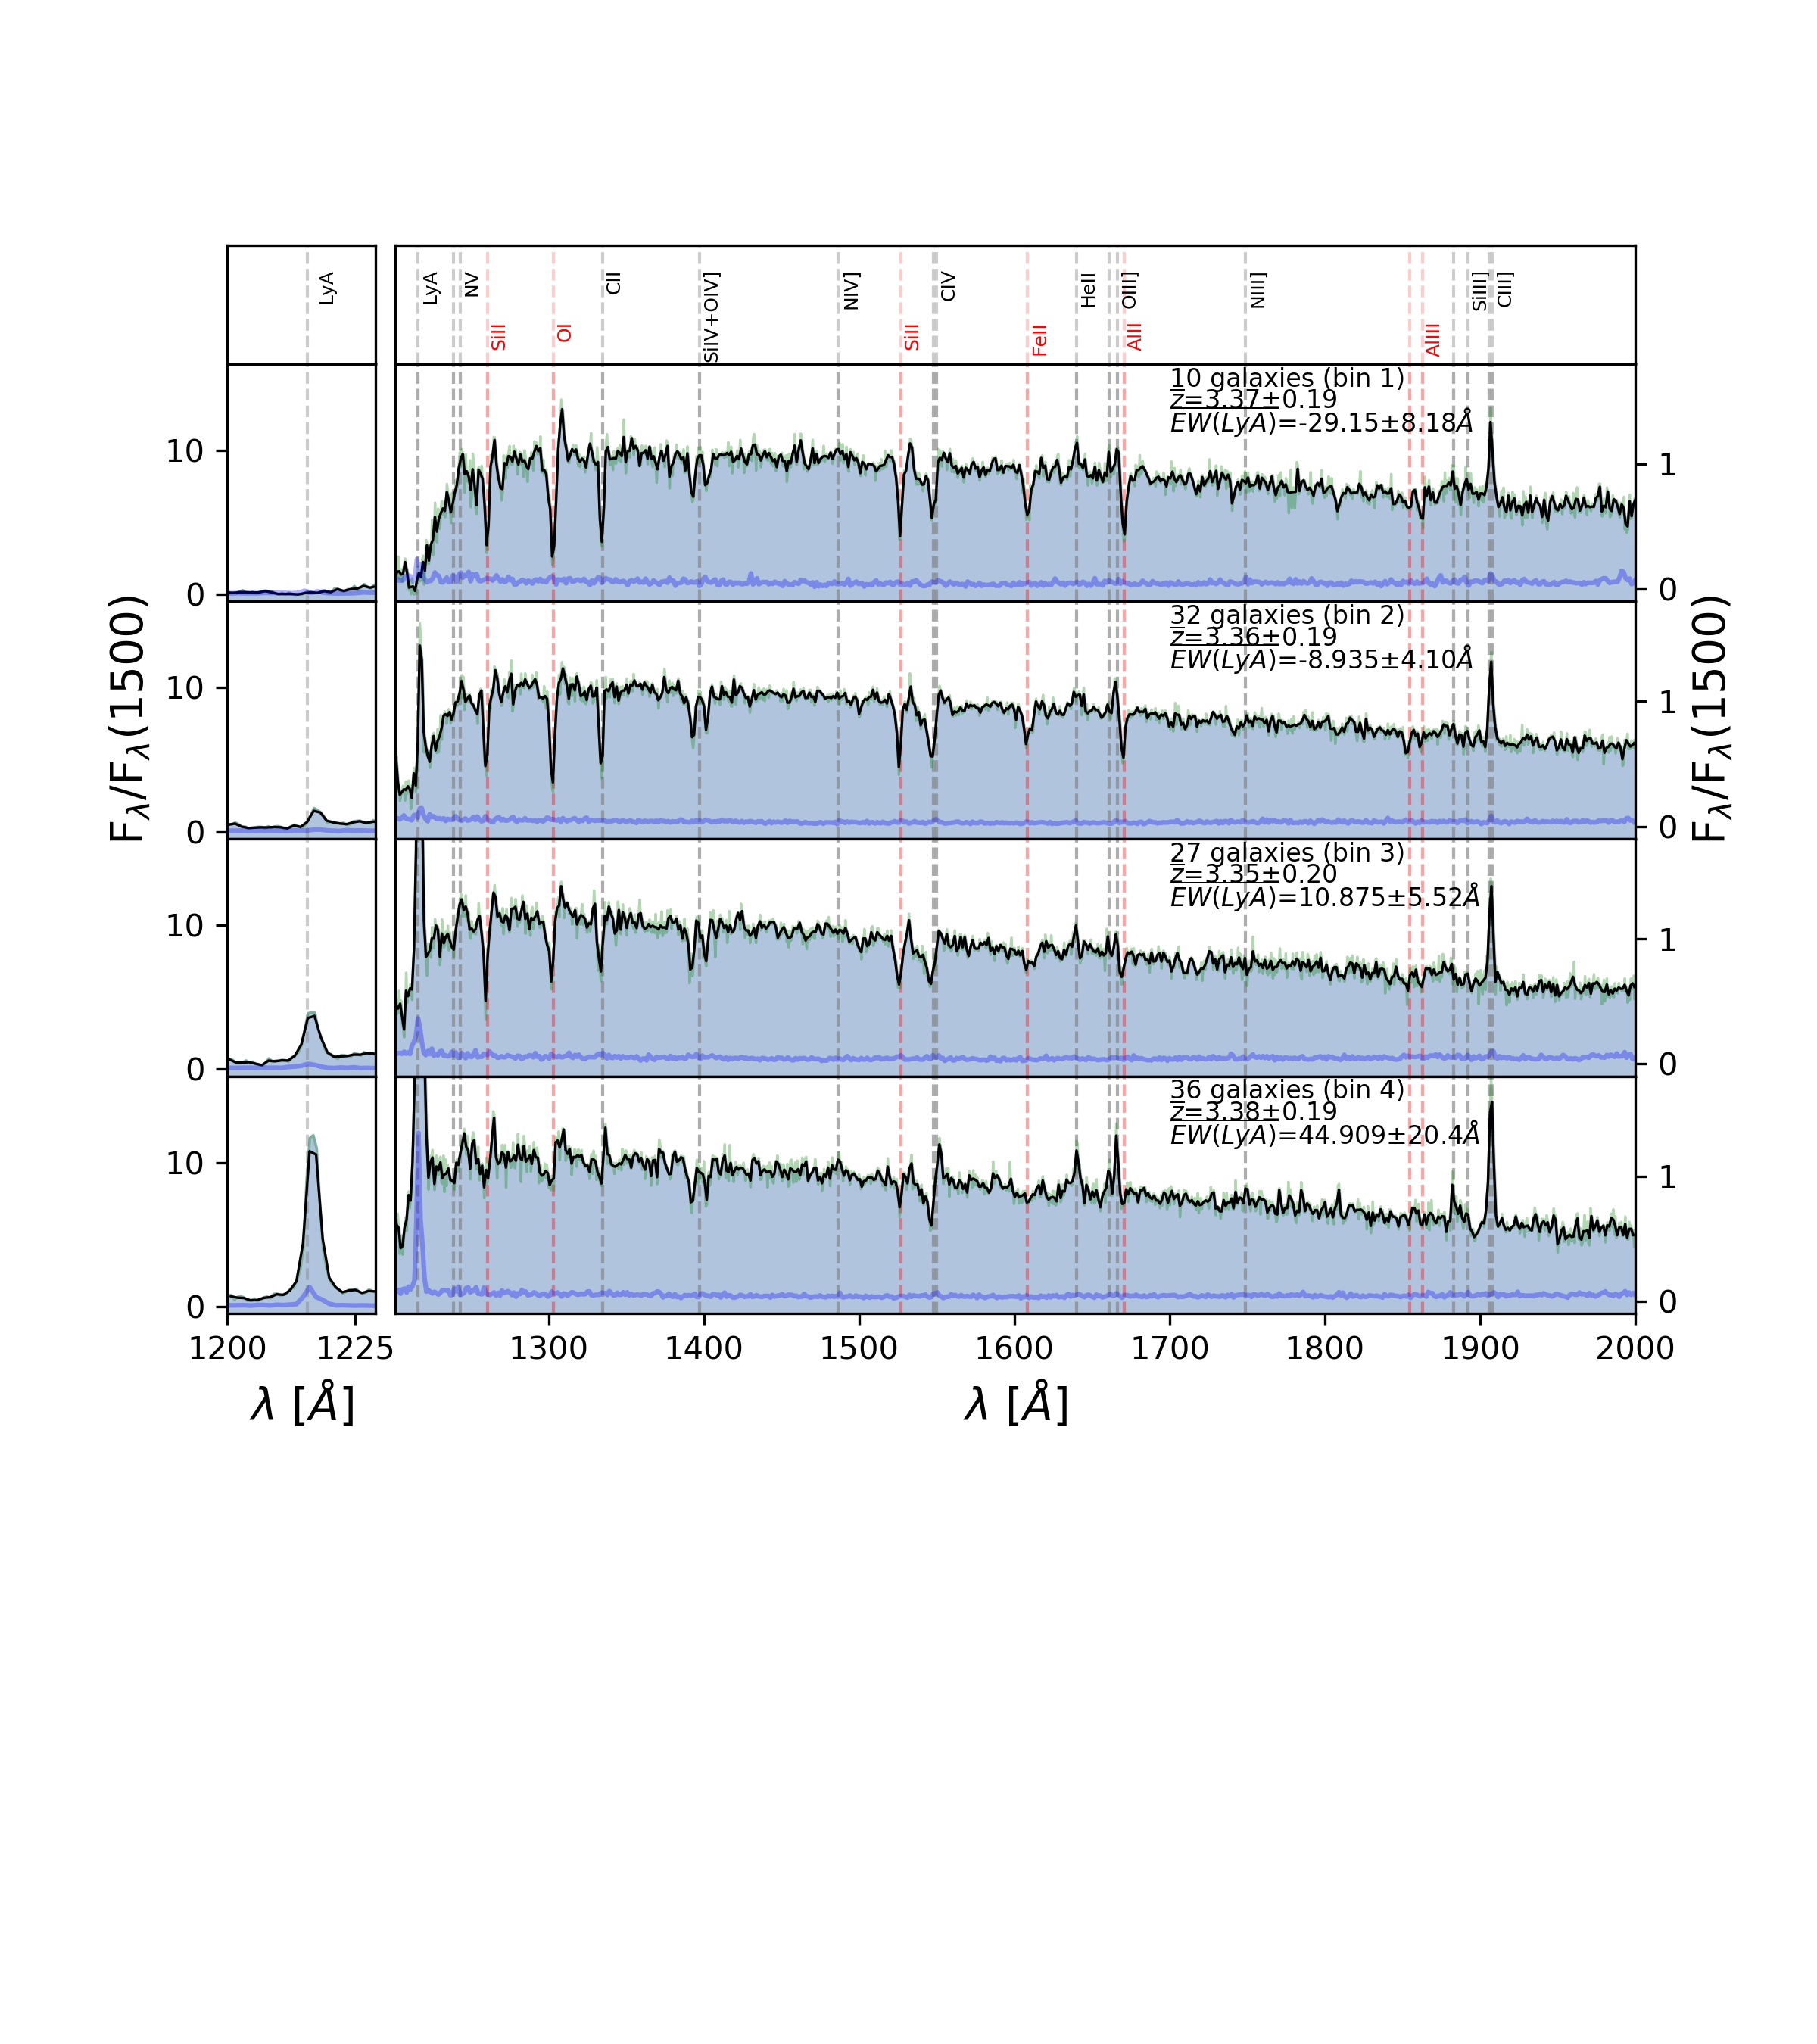 LyA
LyA
NV
SiII
OI
CII
SiIV+OIV]
NIV]
SiII
CIV
FeII
HeII
OIII]
AlII
NIII]
AlIII
SiIII]
CIII]
10 galaxies (bin 1)
z=3.37±0.19
EW(LyA)=-29.15±8.18Å
10
0
1
0
32 galaxies (bin 2)
z=3.36±0.19
EW(LyA)=-8.935±4.10Å
10
0
1
0
Fλ/Fλ(1500)
Fλ/Fλ(1500)
27 galaxies (bin 3)
z=3.35±0.20
EW(LyA)=10.875±5.52Å
10
0
1
0
36 galaxies (bin 4)
z=3.38±0.19
EW(LyA)=44.909±20.4Å
10
0
1
0
1200 1225 1300 1400 1500 1600 1700 1800 1900 2000
λ [Å] λ [Å]